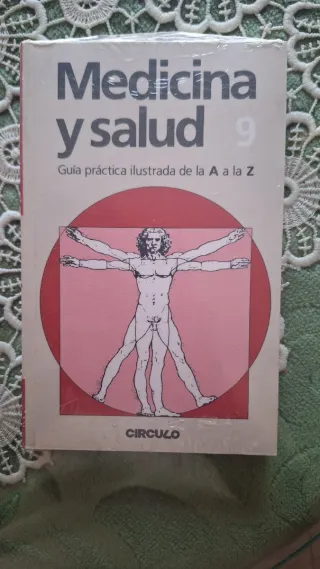 Medicina
y salud 9
Guía práctica ilustrada de la A a la Z
CIRCULO